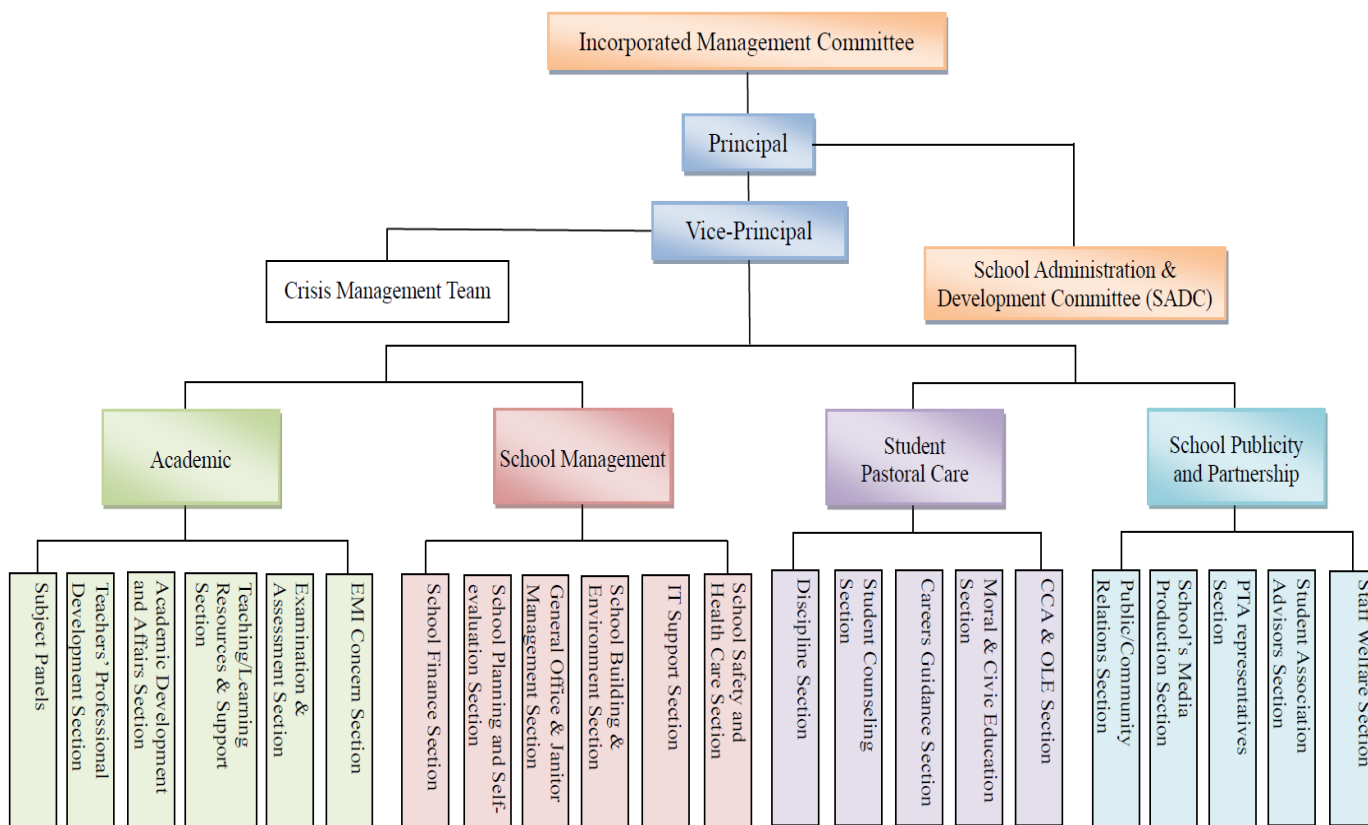 Incorporated Management Committee
Principal
Vice-Principal
Crisis Management Team
School Administration &
Development Committee (SADC)
Academic
School Management
Student
Pastoral Care
School Publicity
and Partnership
Subject Panels
Teachers' Professional
Development Section
Academic Development
and Affairs Section
Teaching/Learning
Resources & Support
Section
Examination &
Assessment Section
EMI Concern Section
School Finance Section
School Planning and Self-
evaluation Section
General Office & Janitor
Management Section
School Building &
Environment Section
IT Support Section
School Safety and
Health Care Section
Discipline Section
Student Counseling
Section
Careers Guidance Section
Moral & Civic Education
Section
CCA & OLE Section
Public/Community
Relations Section
School's Media
Production Section
PTA representatives
Section
Student Association
Advisors Section
Staff Welfare Section